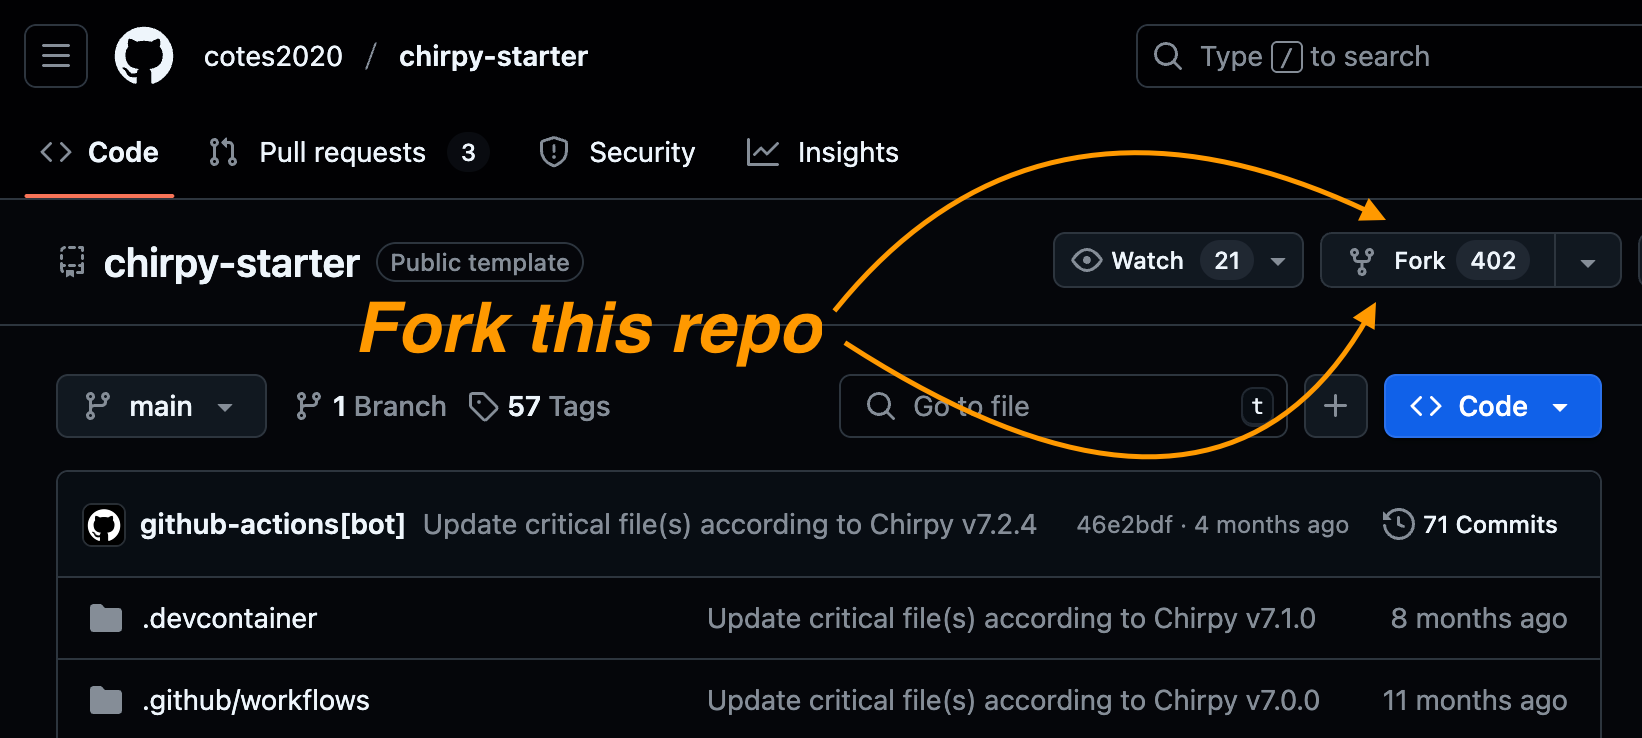 cotes2020 / chirpy-starter
Type / to search
Code
Pull requests 3
Security
Insights
chirpy-starter Public template
Watch 21
Fork 402
Fork this repo
main
1 Branch
57 Tags
Go to file t
Code
github-actions[bot] Update critical file(s) according to Chirpy v7.2.4 46e2bdf · 4 months ago 71 Commits
.devcontainer Update critical file(s) according to Chirpy v7.1.0 8 months ago
.github/workflows Update critical file(s) according to Chirpy v7.0.0 11 months ago